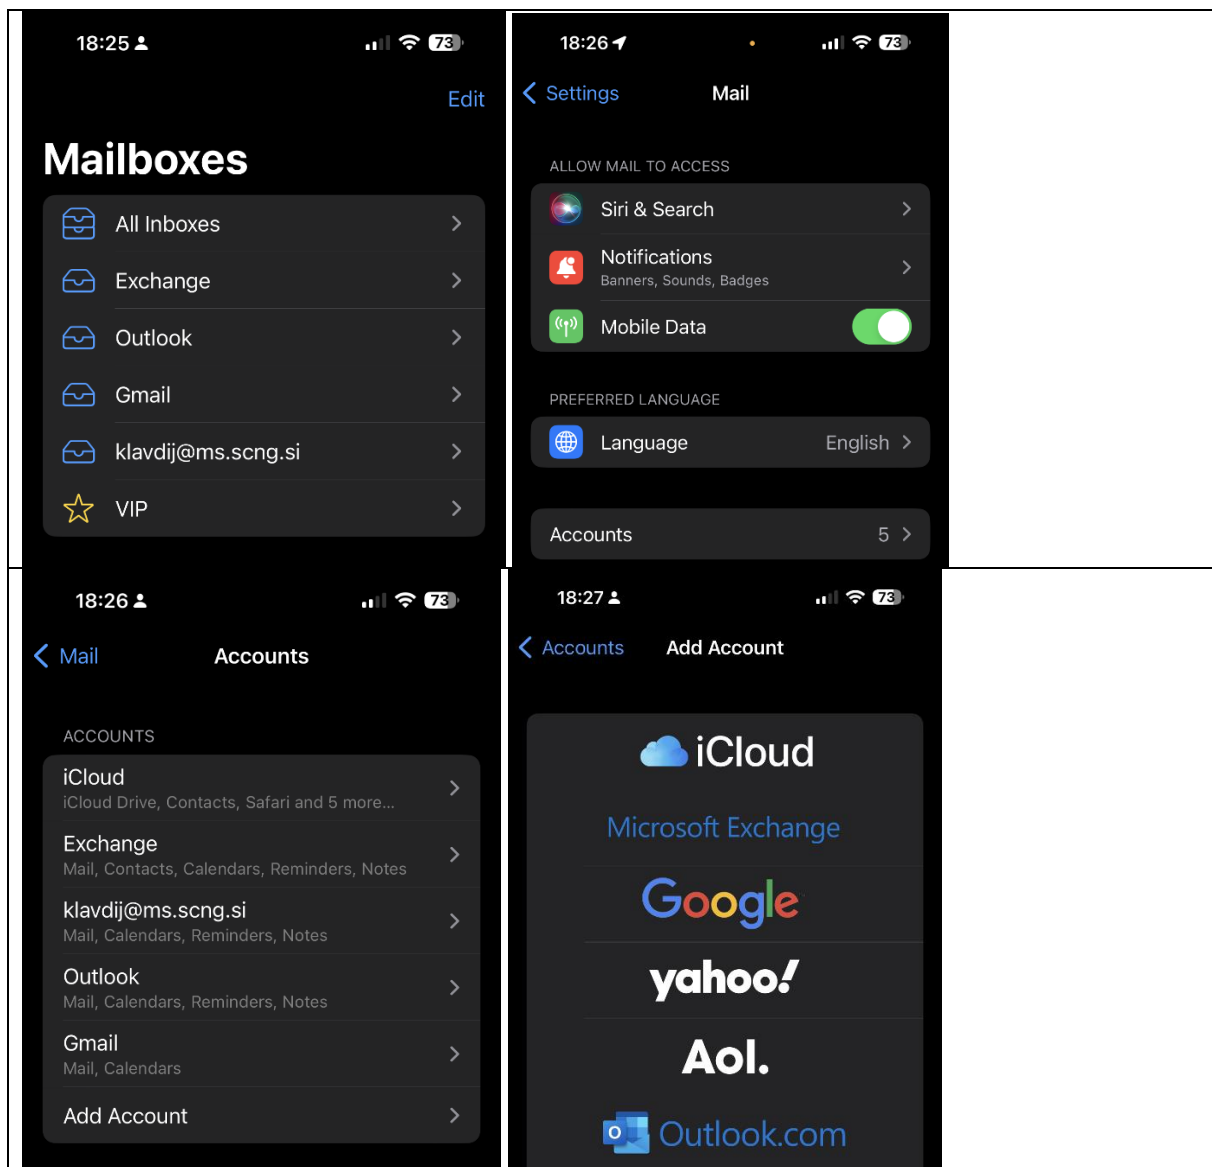 18:25
73
Edit
Mailboxes
All Inboxes
Exchange
Outlook
Gmail
klavdij@ms.scng.si
VIP
18:26
73
Settings
Mail
ALLOW MAIL TO ACCESS
Siri & Search
Notifications
Banners, Sounds, Badges
Mobile Data
PREFERRED LANGUAGE
Language English
Accounts 5
18:26
73
Mail
Accounts
ACCOUNTS
iCloud
iCloud Drive, Contacts, Safari and 5 more...
Exchange
Mail, Contacts, Calendars, Reminders, Notes
klavdij@ms.scng.si
Mail, Calendars, Reminders, Notes
Outlook
Mail, Calendars, Reminders, Notes
Gmail
Mail, Calendars
Add Account
18:27
73
Accounts
Add Account
iCloud
Microsoft Exchange
Google
yahoo!
Aol.
Outlook.com